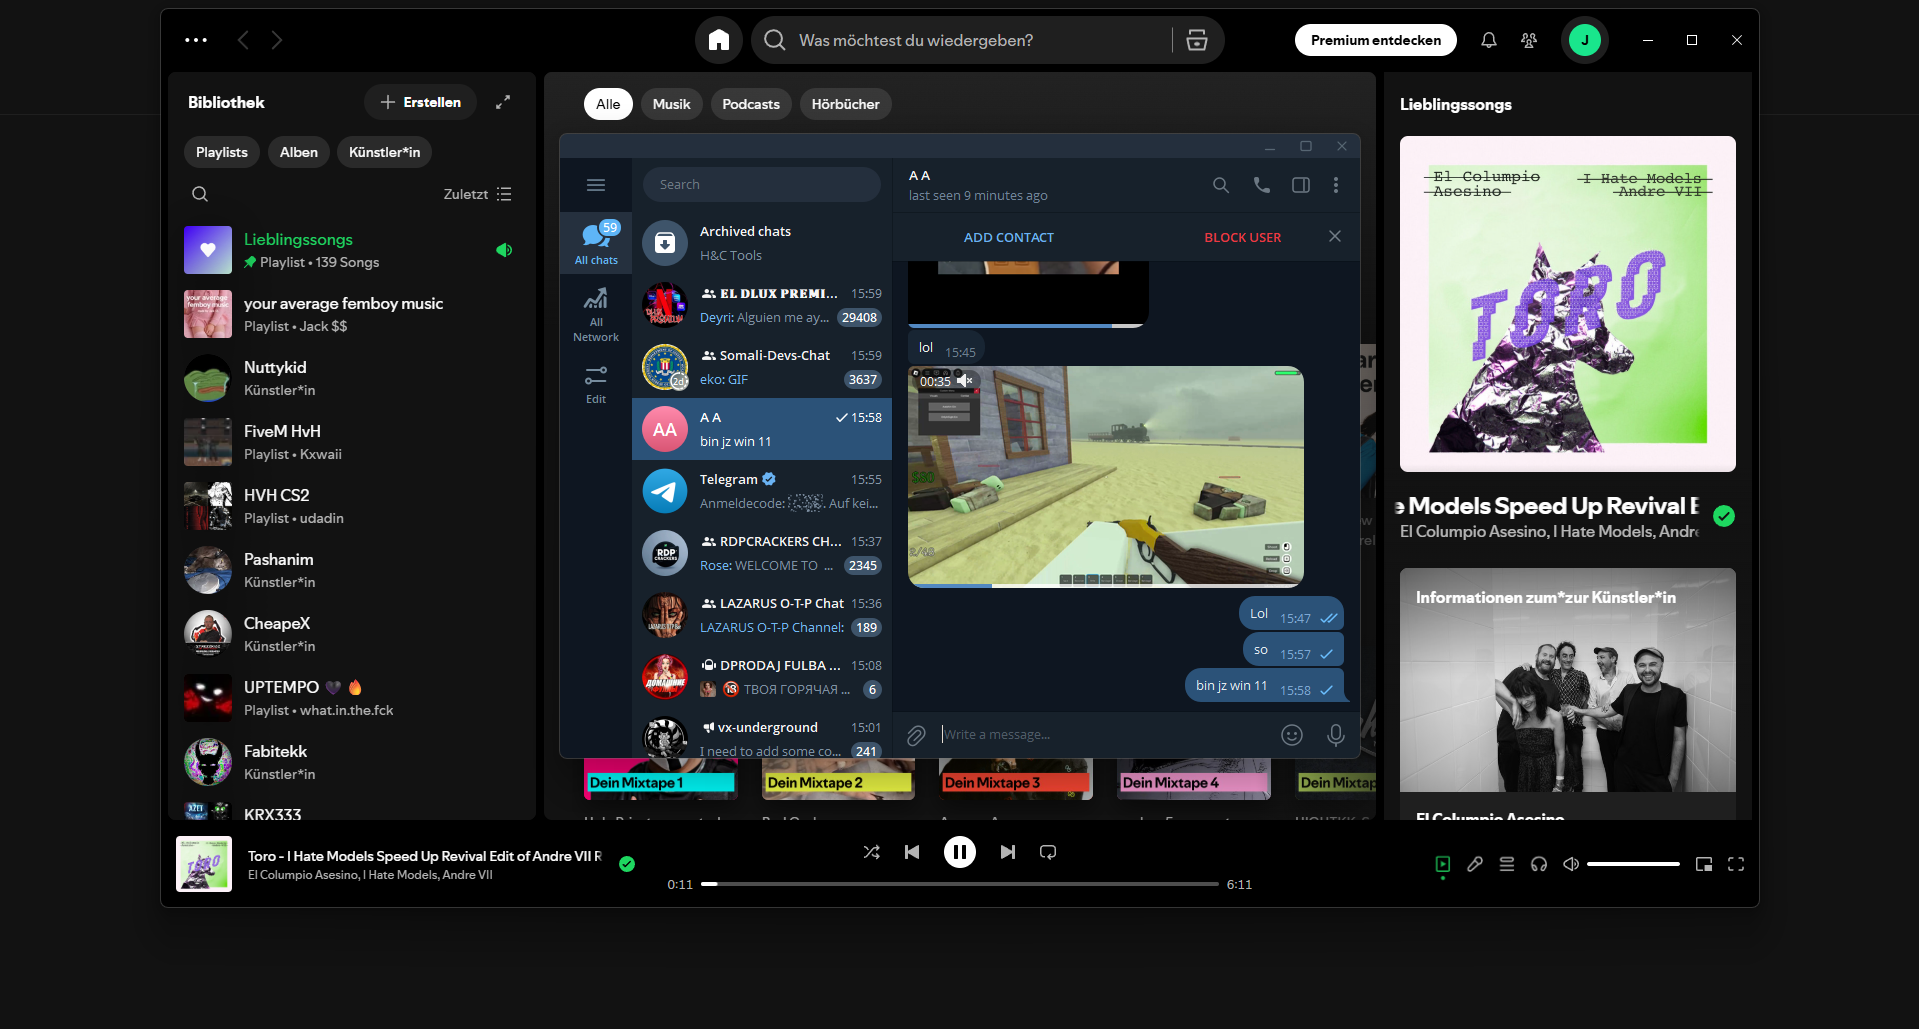 Was möchtest du wiedergeben?
Premium entdecken
J
Bibliothek
Erstellen
Playlists
Alben
Künstler*in
Zuletzt
Lieblingssongs
Playlist • 139 Songs
your average femboy music
Playlist • Jack $$
Nuttykid
Künstler*in
FiveM HvH
Playlist • Kxwaii
HVH CS2
Playlist • udadin
Pashanim
Künstler*in
CheapeX
Künstler*in
UPTEMPO 🖤 🔥
Playlist • what.in.the.fck
Fabitekk
Künstler*in
KRX333
Alle
Musik
Podcasts
Hörbücher
59
All chats
All
Network
Edit
Search
Archived chats
H&C Tools
EL DLUX PREMI... 15:59
Deyri: Alguien me ay... 29408
Somali-Devs-Chat 15:59
eko: GIF 3637
2d
AA
A A 15:58
bin jz win 11
Telegram 15:55
Anmeldecode: . Auf kei...
RDP
CRACKERS
RDPCRACKERS CH... 15:37
Rose: WELCOME TO ... 2345
LAZARUS O-T-P Chat 15:36
LAZARUS O-T-P Channel: 189
ДОМАШНИЕ
DPRODAJ FULBA ... 15:08
🔞 ТВОЯ ГОРЯЧАЯ ... 6
vx-underground 15:01
I need to add some co... 241
A A
last seen 9 minutes ago
ADD CONTACT
BLOCK USER
lol 15:45
00:35
Lol 15:47
so 15:57
bin jz win 11 15:58
Write a message...
Dein Mixtape 1
Dein Mixtape 2
Dein Mixtape 3
Dein Mixtape 4
Dein Mixtape
Lieblingssongs
El Columpio
Asesino
I Hate Models
Andre VII
TORO
e Models Speed Up Revival E
El Columpio Asesino, I Hate Models, Andre
Informationen zum*zur Künstler*in
El Columpio Asesino
Toro - I Hate Models Speed Up Revival Edit of Andre VII R
El Columpio Asesino, I Hate Models, Andre VII
0:11
6:11